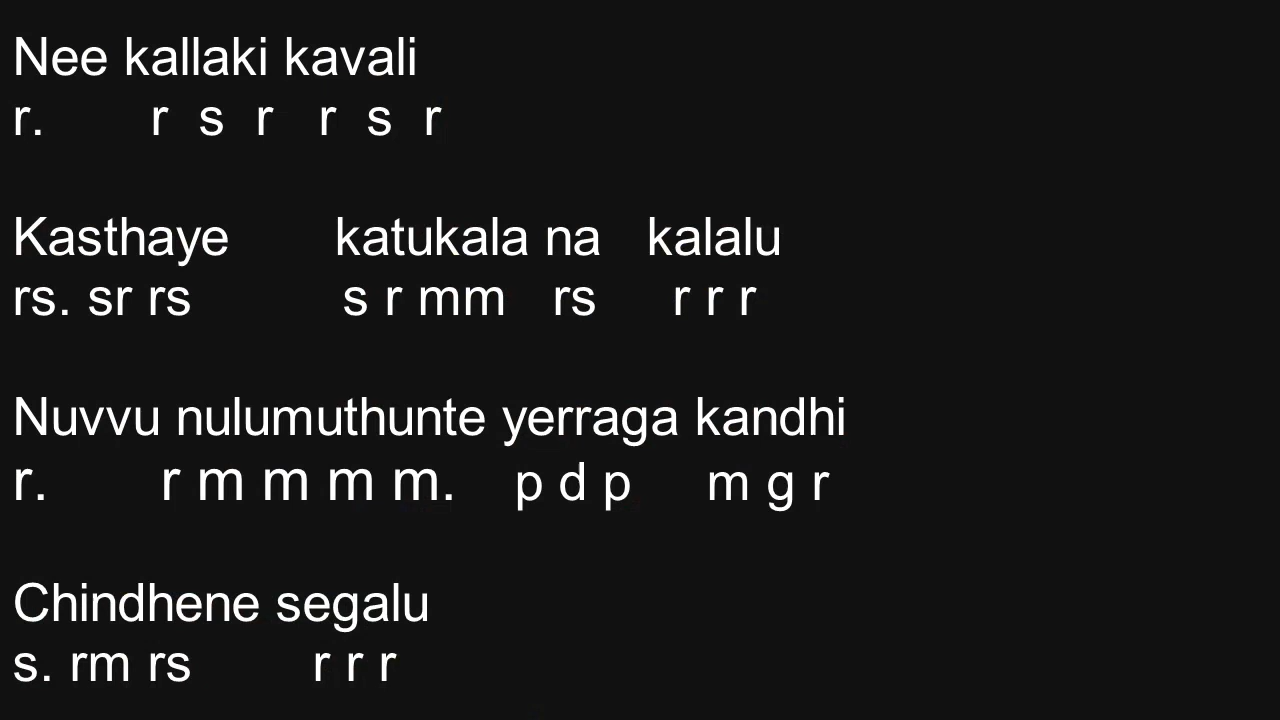 Nee kallaki kavali
r. r s r r s r
Kasthaye katukala na kalalu
rs. sr rs s r mm rs r r r
Nuvvu nulumuthunte yerraga kandhi
r. r m m m m. p d p m g r
Chindhene segalu
s. rm rs r r r